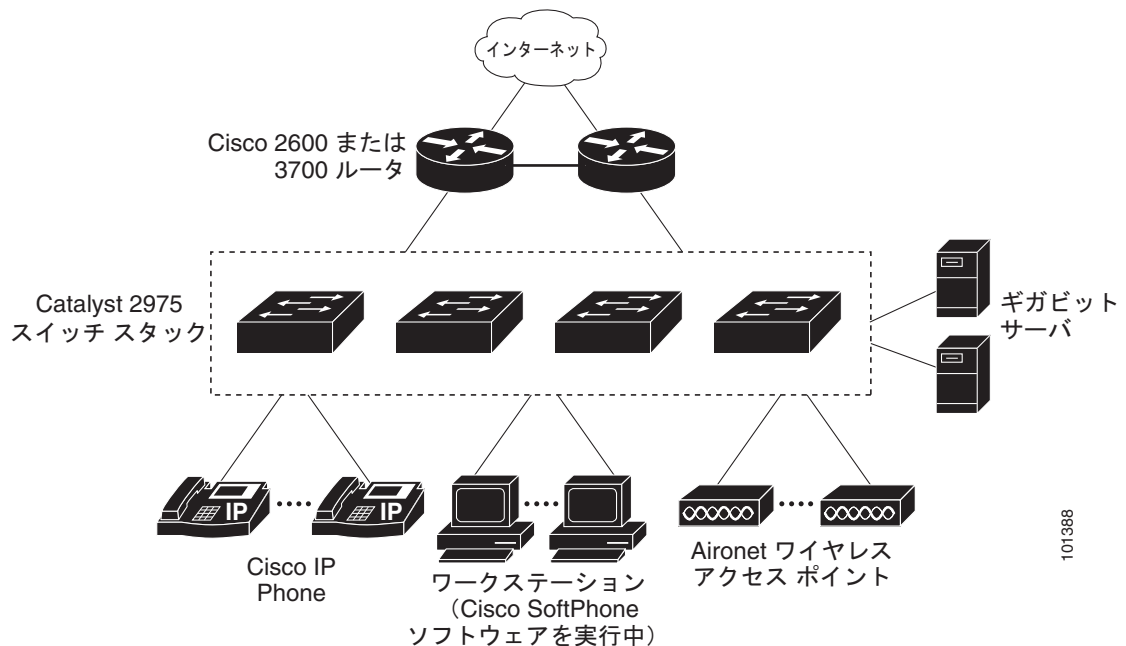 インターネット
Cisco 2600 または
3700 ルータ
Catalyst 2975
スイッチ スタック
ギガビット
サーバ
IP
IP
Cisco IP
Phone
ワークステーション
（Cisco SoftPhone
ソフトウェアを実行中）
Aironet ワイヤレス
アクセス ポイント
101388